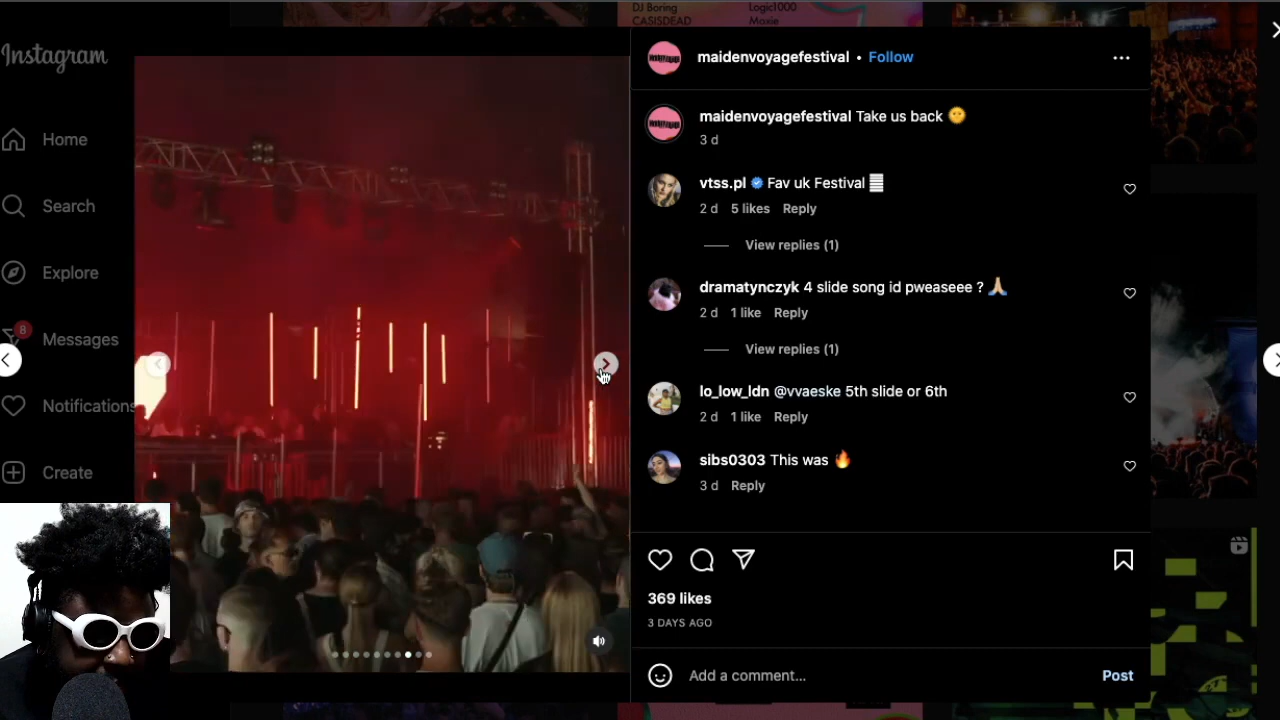 DJ Boring
CASISDEAD
Logic1000
Moxie
Instagram
Home
Search
Explore
8
Messages
Notifications
Create
maidenvoyagefestival • Follow
maidenvoyagefestival Take us back
3 d
vtss.pl Fav uk Festival
2 d 5 likes Reply
View replies (1)
dramatynczyk 4 slide song id pweaseee ?
2 d 1 like Reply
View replies (1)
lo_low_ldn @vvaeske 5th slide or 6th
2 d 1 like Reply
sibs0303 This was
3 d Reply
369 likes
3 DAYS AGO
Add a comment...
Post